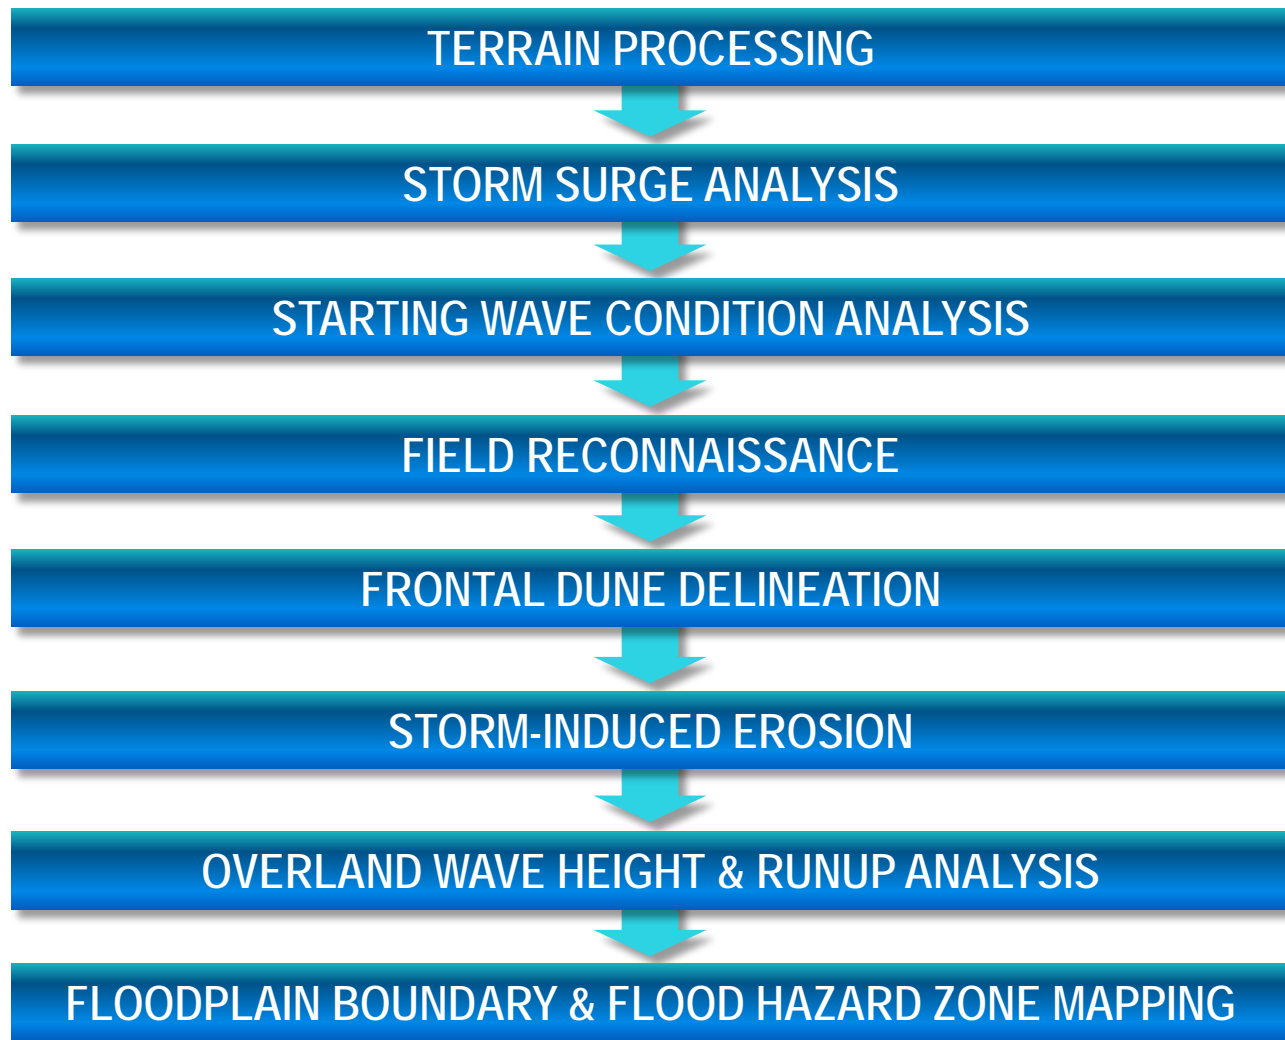 TERRAIN PROCESSING
STORM SURGE ANALYSIS
STARTING WAVE CONDITION ANALYSIS
FIELD RECONNAISSANCE
FRONTAL DUNE DELINEATION
STORM-INDUCED EROSION
OVERLAND WAVE HEIGHT & RUNUP ANALYSIS
FLOODPLAIN BOUNDARY & FLOOD HAZARD ZONE MAPPING